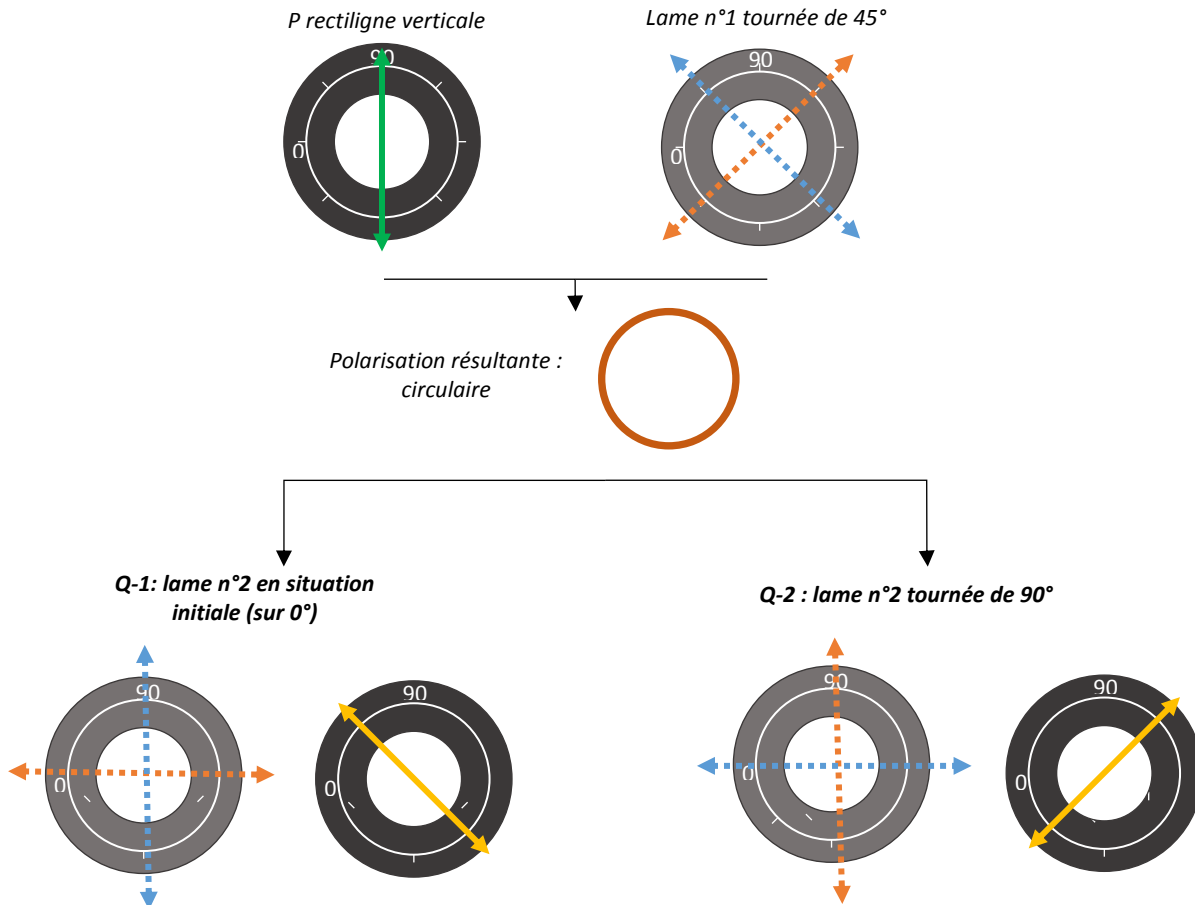 P rectiligne verticale
Lame n°1 tournée de 45°
90
0
90
0
Polarisation résultante :
circulaire
Q-1: lame n°2 en situation
initiale (sur 0°)
Q-2 : lame n°2 tournée de 90°
90
0
90
0
90
0
90
0